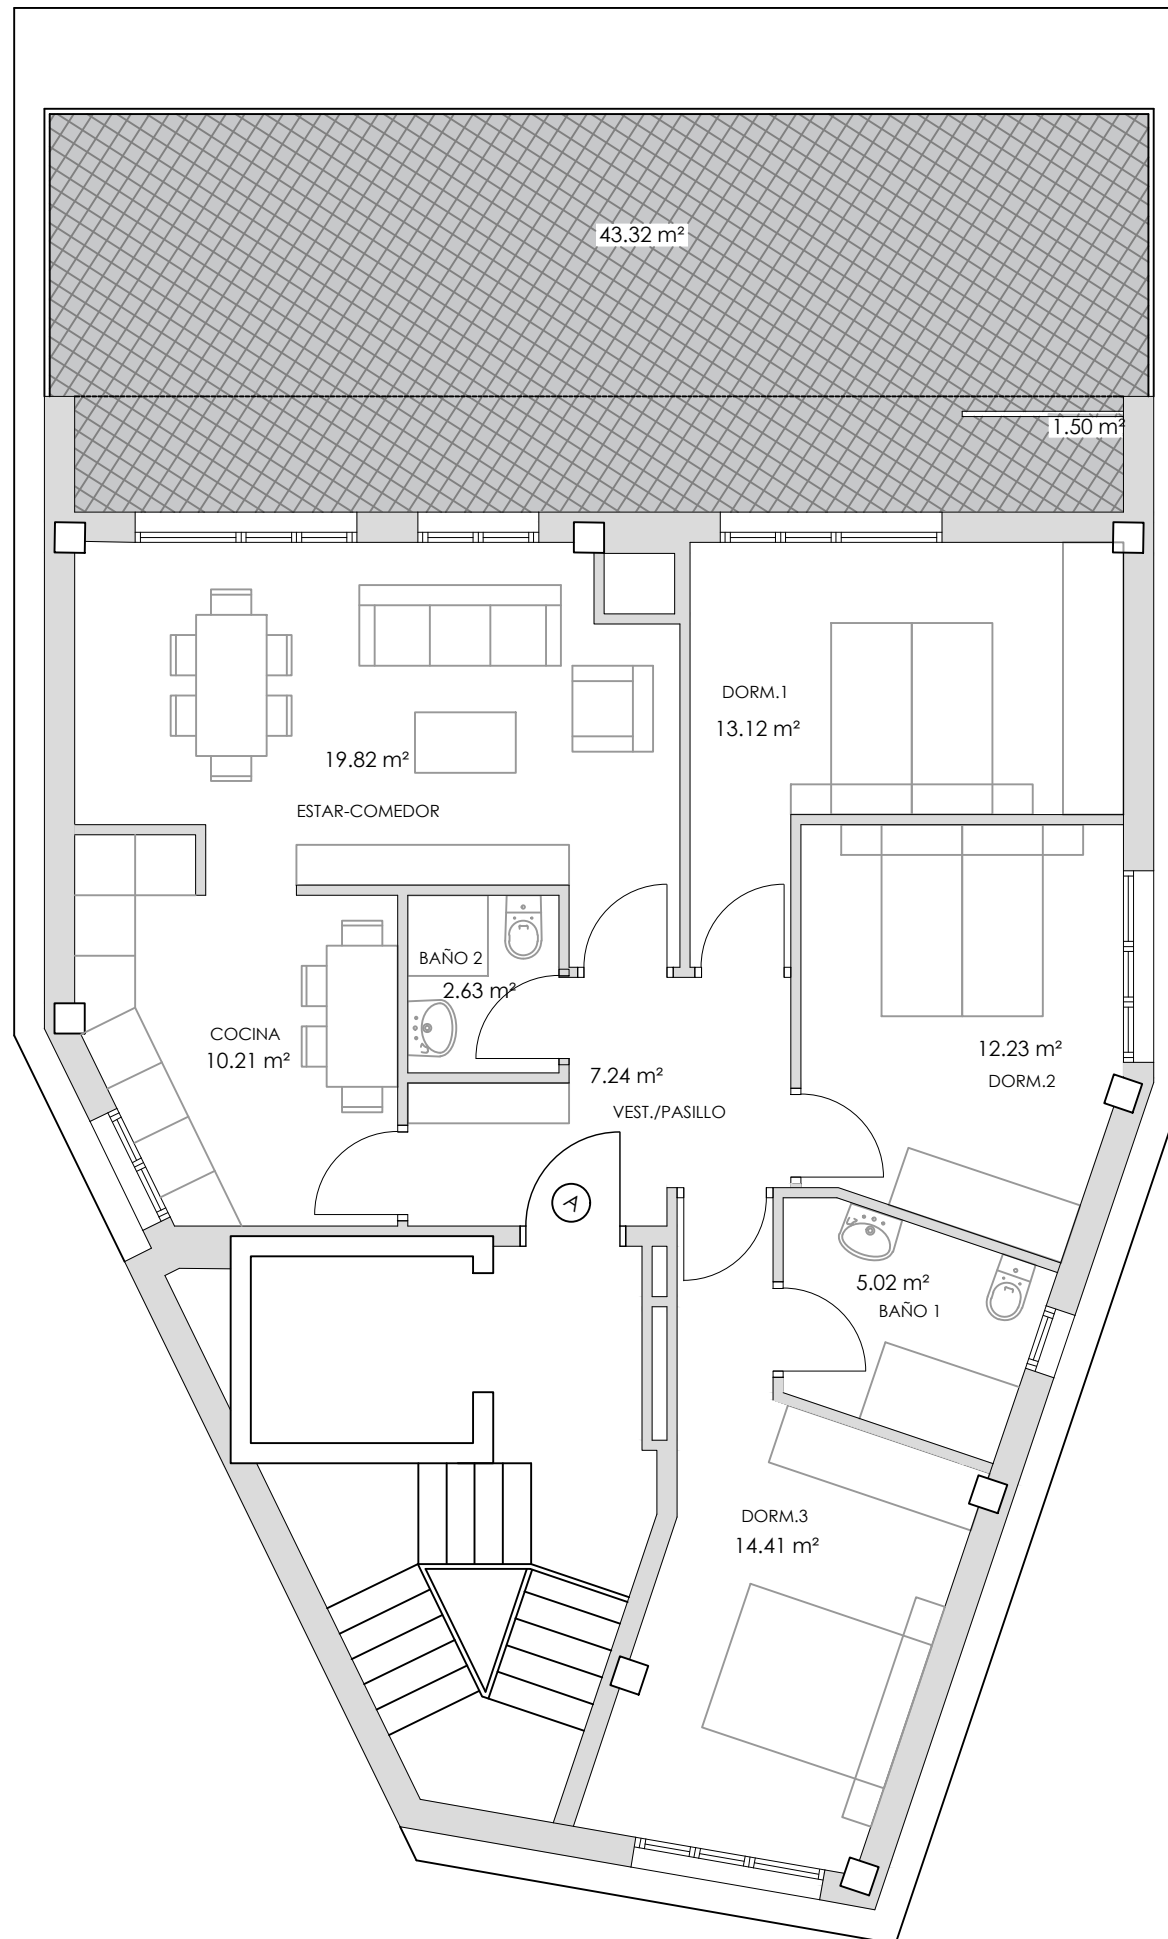 43.32 m²
1.50 m²
DORM.1
13.12 m²
19.82 m²
ESTAR-COMEDOR
BAÑO 2
2.63 m²
COCINA
10.21 m²
12.23 m²
DORM.2
7.24 m²
VEST./PASILLO
A
5.02 m²
BAÑO 1
DORM.3
14.41 m²